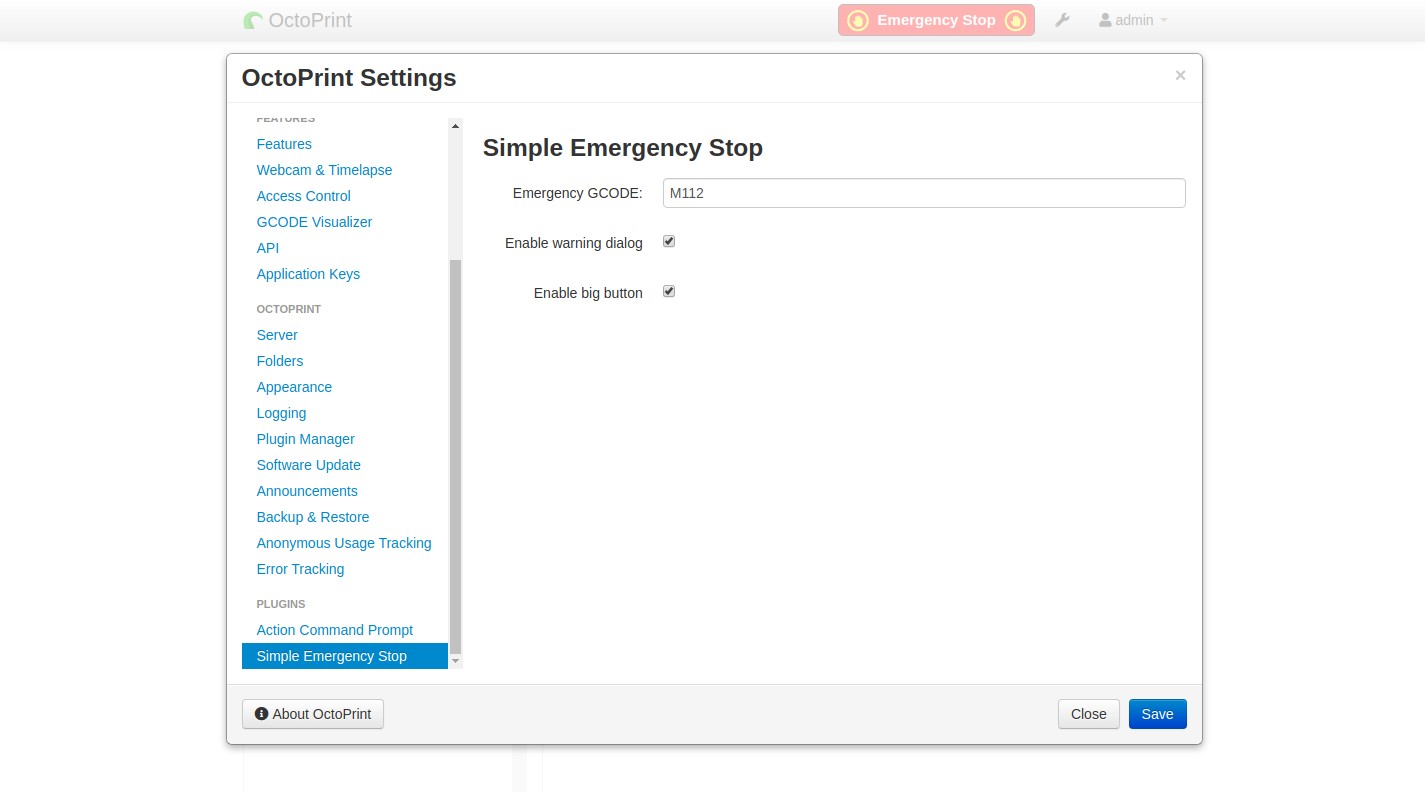 OctoPrint
Emergency Stop
admin
OctoPrint Settings
×
FEATURES
Features
Webcam & Timelapse
Access Control
GCODE Visualizer
API
Application Keys
OCTOPRINT
Server
Folders
Appearance
Logging
Plugin Manager
Software Update
Announcements
Backup & Restore
Anonymous Usage Tracking
Error Tracking
PLUGINS
Action Command Prompt
Simple Emergency Stop
Simple Emergency Stop
Emergency GCODE: M112
Enable warning dialog
Enable big button
About OctoPrint
Close
Save